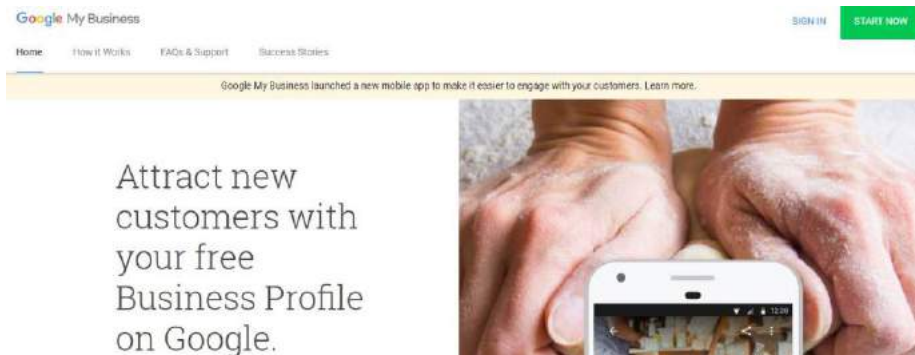 Google My Business
SIGN IN
START NOW
Home
How it Works
FAQs & Support
Success Stories
Google My Business launched a new mobile app to make it easier to engage with your customers. Learn more.
Attract new
customers with
your free
Business Profile
on Google.
12:30